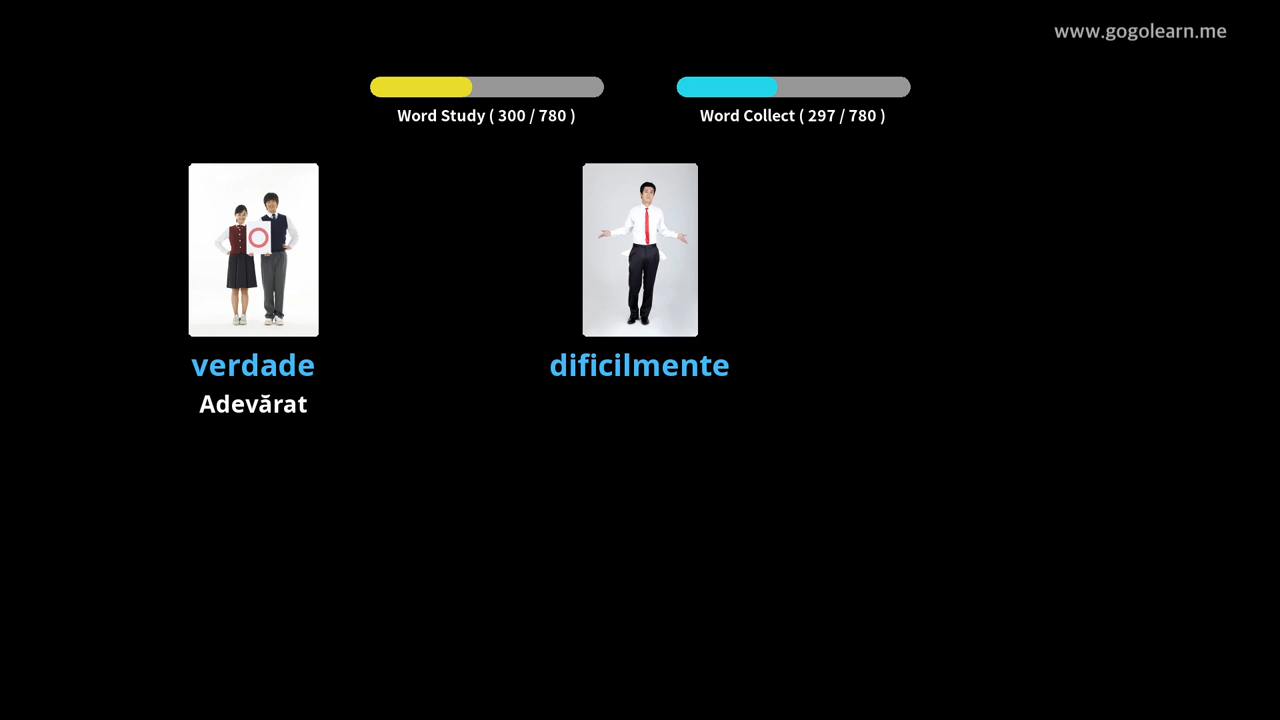 www.gogolearn.me
Word Study ( 300 / 780 )
Word Collect ( 297 / 780 )
verdade
Adevărat
dificilmente